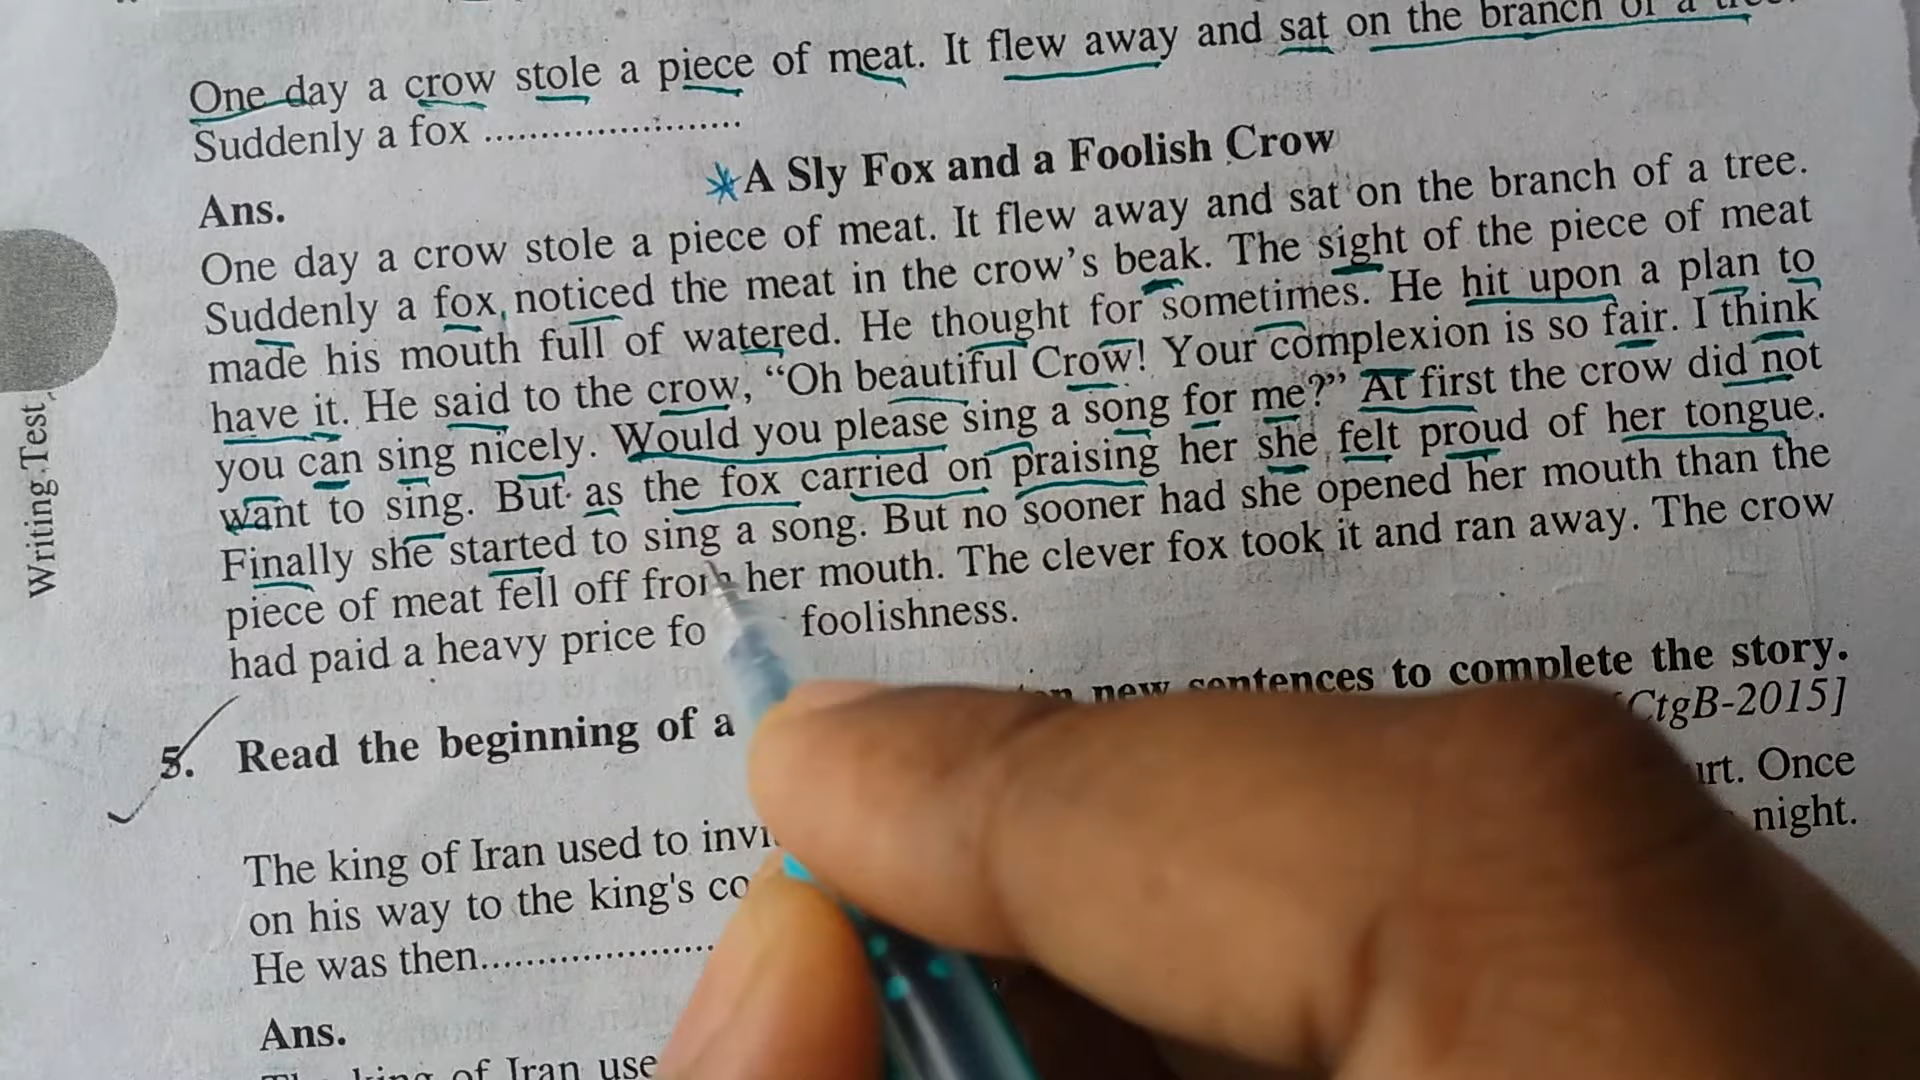 One day a crow stole a piece of meat. It flew away and sat on the branch of a tree.
Suddenly a fox ........................
*A Sly Fox and a Foolish Crow
Ans.
One day a crow stole a piece of meat. It flew away and sat on the branch of a tree.
Suddenly a fox noticed the meat in the crow's beak. The sight of the piece of meat
made his mouth full of watered. He thought for sometimes. He hit upon a plan to
have it. He said to the crow, “Oh beautiful Crow! Your complexion is so fair. I think
you can sing nicely. Would you please sing a song for me?” At first the crow did not
want to sing. But as the fox carried on praising her she felt proud of her tongue.
Finally she started to sing a song. But no sooner had she opened her mouth than the
piece of meat fell off from her mouth. The clever fox took it and ran away. The crow
had paid a heavy price foolishness.
5. Read the beginning of a new sentences to complete the story.
[CtgB-2015]
The king of Iran used to Once
on his way to the king's night.
He was then......................
Ans.
king of Iran
Writing Test